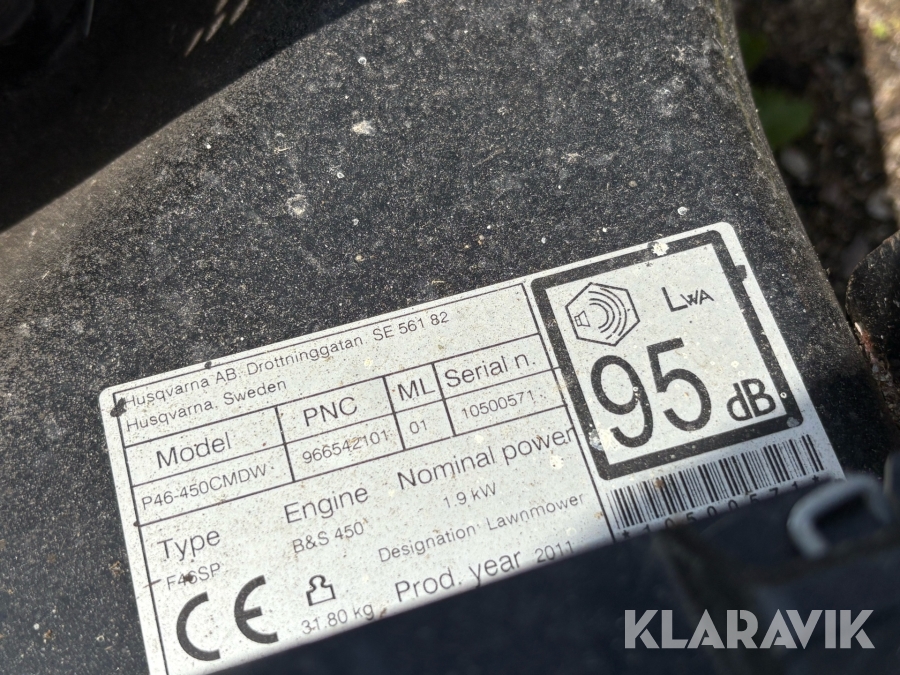 Husqvarna AB, Drottninggatan, SE 561 82
Husqvarna, Sweden
Model PNC ML Serial n.
P46-450CMDW 966542101 01 10500571
Type Engine Nominal power
F46SP B&S 450 1.9 kW
Designation: Lawnmower
CE 31.80 kg Prod. year 2011
LWA
95 dB
*10500571*
KLARAVIK